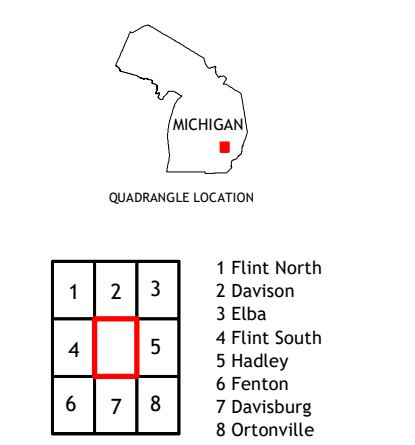 MICHIGAN
QUADRANGLE LOCATION
1 2 3
4 5
6 7 8
1 Flint North
2 Davison
3 Elba
4 Flint South
5 Hadley
6 Fenton
7 Davisburg
8 Ortonville